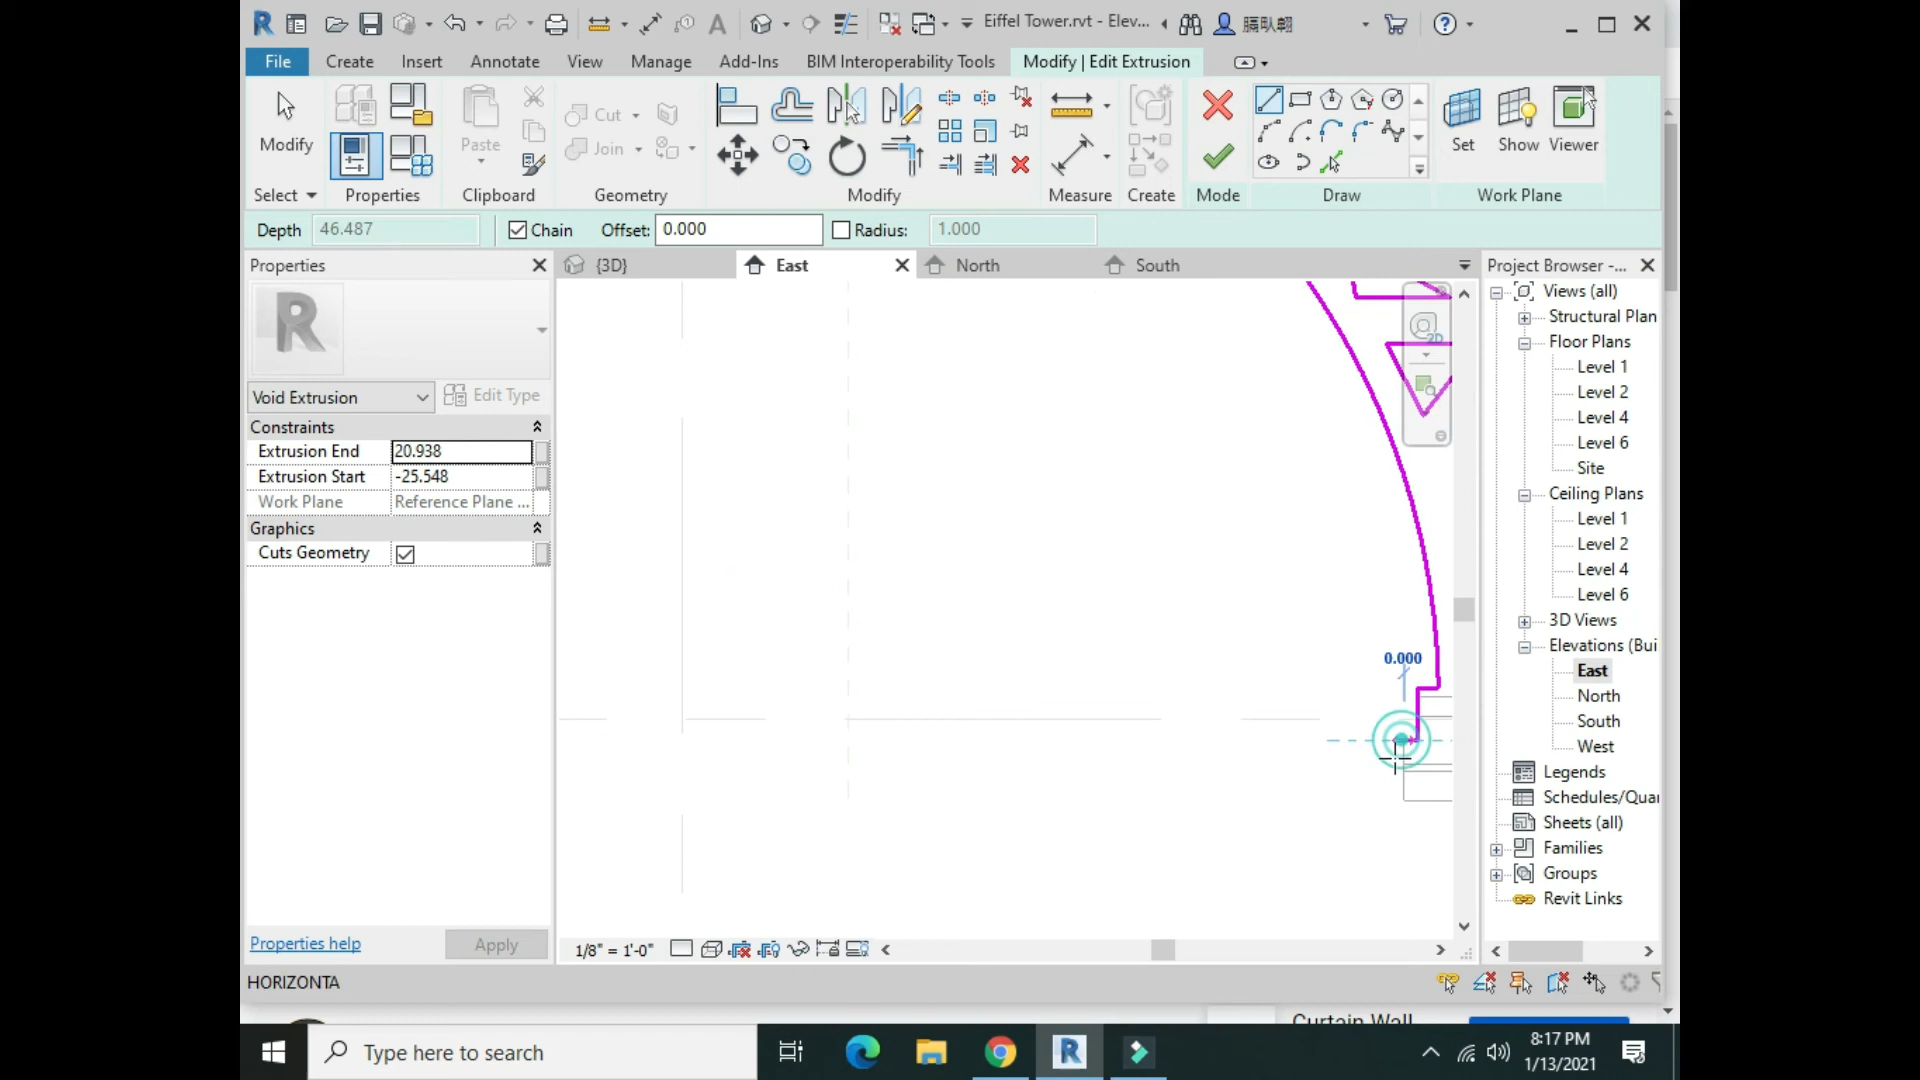 Eiffel Tower.rvt - Elev...
File Create Insert Annotate View Manage Add-Ins BIM Interoperability Tools Modify | Edit Extrusion
Modify
Paste
Cut
Join
Set Show Viewer
Select Properties Clipboard Geometry Modify Measure Create Mode Draw Work Plane
Depth 46.487 Chain Offset: 0.000 Radius: 1.000
Properties
{3D} East North South
Project Browser -...
Void Extrusion Edit Type
Constraints
Extrusion End 20.938
Extrusion Start -25.548
Work Plane Reference Plane ...
Graphics
Cuts Geometry
2D
0.000
Views (all)
Structural Plan
Floor Plans
Level 1
Level 2
Level 4
Level 6
Site
Ceiling Plans
Level 1
Level 2
Level 4
Level 6
3D Views
Elevations (Bui
East
North
South
West
Legends
Schedules/Qua
Sheets (all)
Families
Groups
Revit Links
Properties help Apply
1/8" = 1'-0"
HORIZONTA
Curtain Wall
Type here to search
8:17 PM
1/13/2021